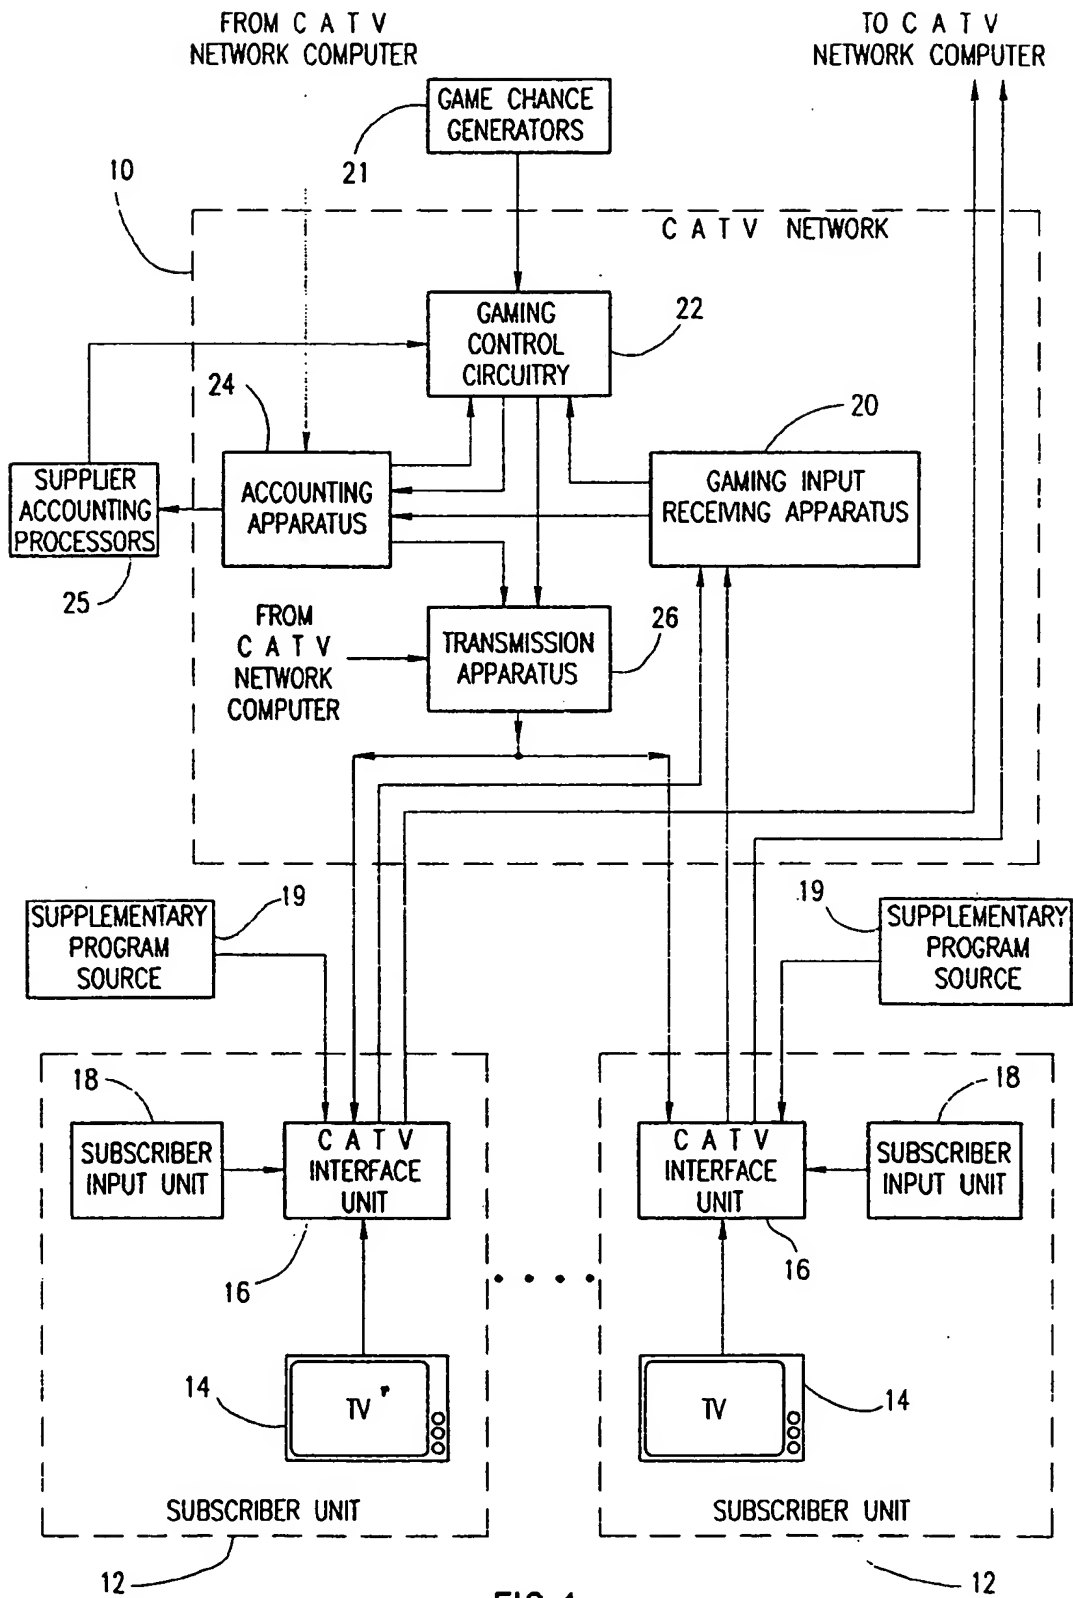 FROM C A T V
NETWORK COMPUTER
TO C A T V
NETWORK COMPUTER
GAME CHANCE
GENERATORS
21
10
C A T V NETWORK
GAMING
CONTROL
CIRCUITRY
22
24
20
SUPPLIER
ACCOUNTING
PROCESSORS
ACCOUNTING
APPARATUS
GAMING INPUT
RECEIVING APPARATUS
25
FROM
C A T V
NETWORK
COMPUTER
TRANSMISSION
APPARATUS
26
SUPPLEMENTARY
PROGRAM
SOURCE
19
19
SUPPLEMENTARY
PROGRAM
SOURCE
18
SUBSCRIBER
INPUT UNIT
C A T V
INTERFACE
UNIT
C A T V
INTERFACE
UNIT
18
SUBSCRIBER
INPUT UNIT
16
16
14
TV
TV
14
SUBSCRIBER UNIT
SUBSCRIBER UNIT
12
12